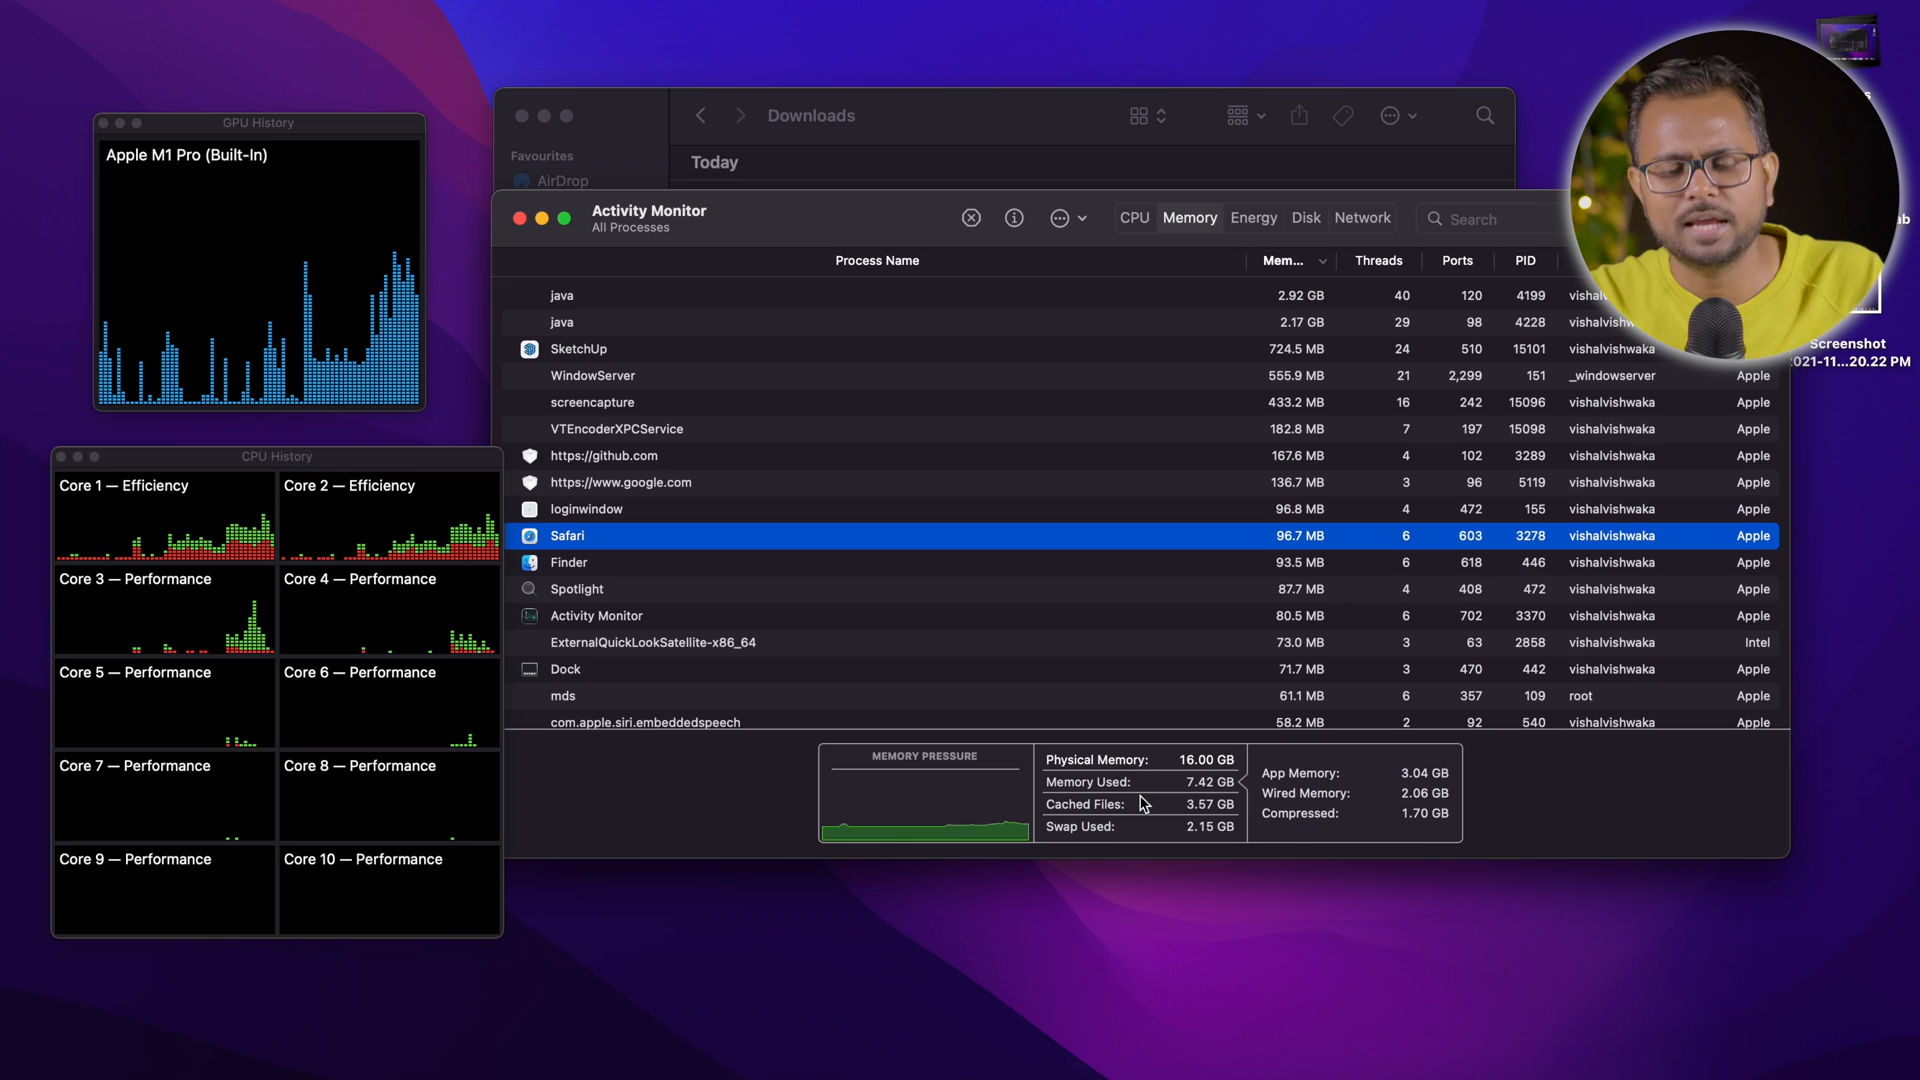 GPU History
Apple M1 Pro (Built-In)
CPU History
Core 1 — Efficiency
Core 2 — Efficiency
Core 3 — Performance
Core 4 — Performance
Core 5 — Performance
Core 6 — Performance
Core 7 — Performance
Core 8 — Performance
Core 9 — Performance
Core 10 — Performance
Downloads
Favourites
AirDrop
Today
Activity Monitor
All Processes
CPU Memory Energy Disk Network
Search
Process Name Mem... Threads Ports PID
java 2.92 GB 40 120 4199
java 2.17 GB 29 98 4228
SketchUp 724.5 MB 24 510 15101 vishalvishwaka
WindowServer 555.9 MB 21 2,299 151 _windowserver Apple
screencapture 433.2 MB 16 242 15096 vishalvishwaka Apple
VTEncoderXPCService 182.8 MB 7 197 15098 vishalvishwaka Apple
https://github.com 167.6 MB 4 102 3289 vishalvishwaka Apple
https://www.google.com 136.7 MB 3 96 5119 vishalvishwaka Apple
loginwindow 96.8 MB 4 472 155 vishalvishwaka Apple
Safari 96.7 MB 6 603 3278 vishalvishwaka Apple
Finder 93.5 MB 6 618 446 vishalvishwaka Apple
Spotlight 87.7 MB 4 408 472 vishalvishwaka Apple
Activity Monitor 80.5 MB 6 702 3370 vishalvishwaka Apple
ExternalQuickLookSatellite-x86_64 73.0 MB 3 63 2858 vishalvishwaka Intel
Dock 71.7 MB 3 470 442 vishalvishwaka Apple
mds 61.1 MB 6 357 109 root Apple
com.apple.siri.embeddedspeech 58.2 MB 2 92 540 vishalvishwaka Apple
MEMORY PRESSURE
Physical Memory: 16.00 GB
Memory Used: 7.42 GB
Cached Files: 3.57 GB
Swap Used: 2.15 GB
App Memory: 3.04 GB
Wired Memory: 2.06 GB
Compressed: 1.70 GB
Screenshot
021-11...20.22 PM